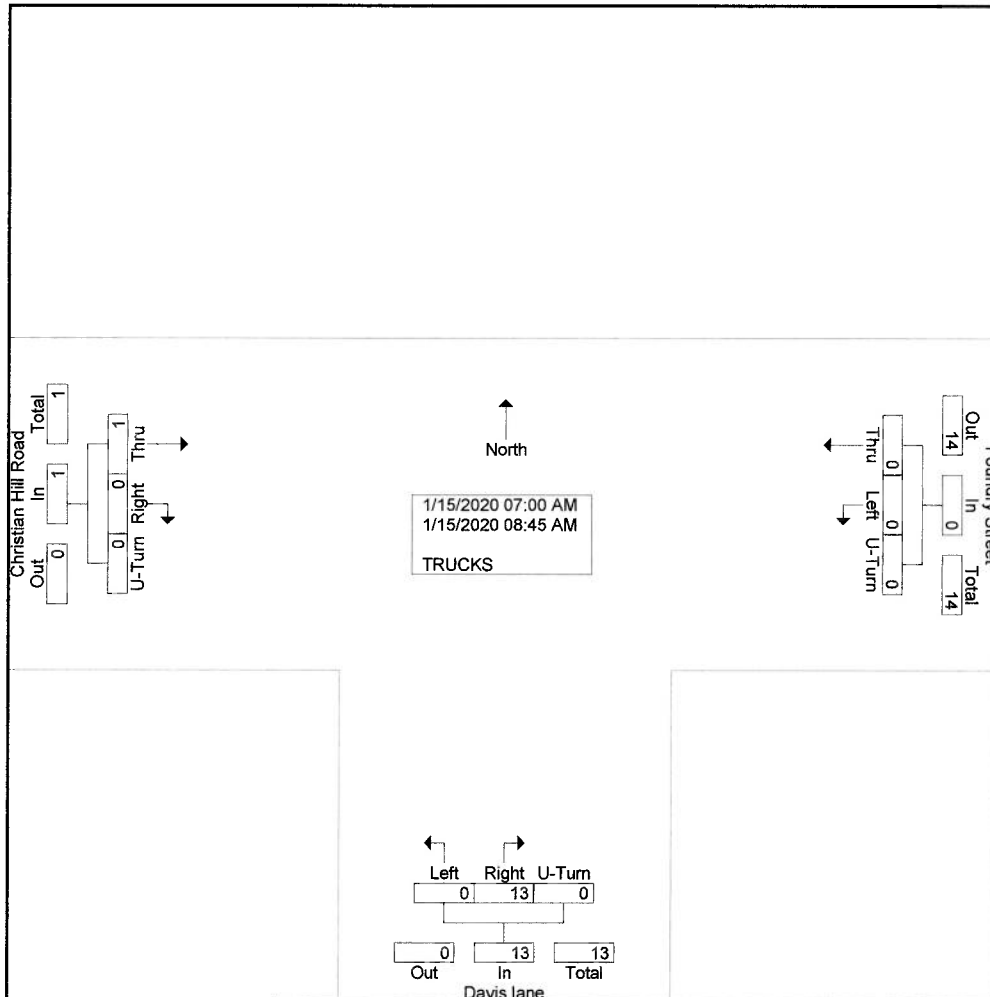 North
1/15/2020 07:00 AM
1/15/2020 08:45 AM
TRUCKS
Christian Hill Road
Out In Total
0 1 1
U-Turn Right Thru
0 0 1
Out In Total
14 0 14
Thru Left U-Turn
0 0 0
Left Right U-Turn
0 13 0
0 13 13
Out In Total
Davis lane
Street